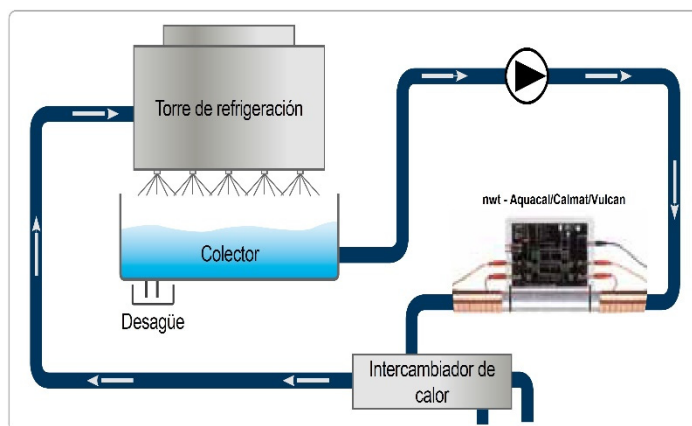 Torre de refrigeración
nwt - Aquacal/Calmat/Vulcan
Colector
Desagüe
Intercambiador de
calor